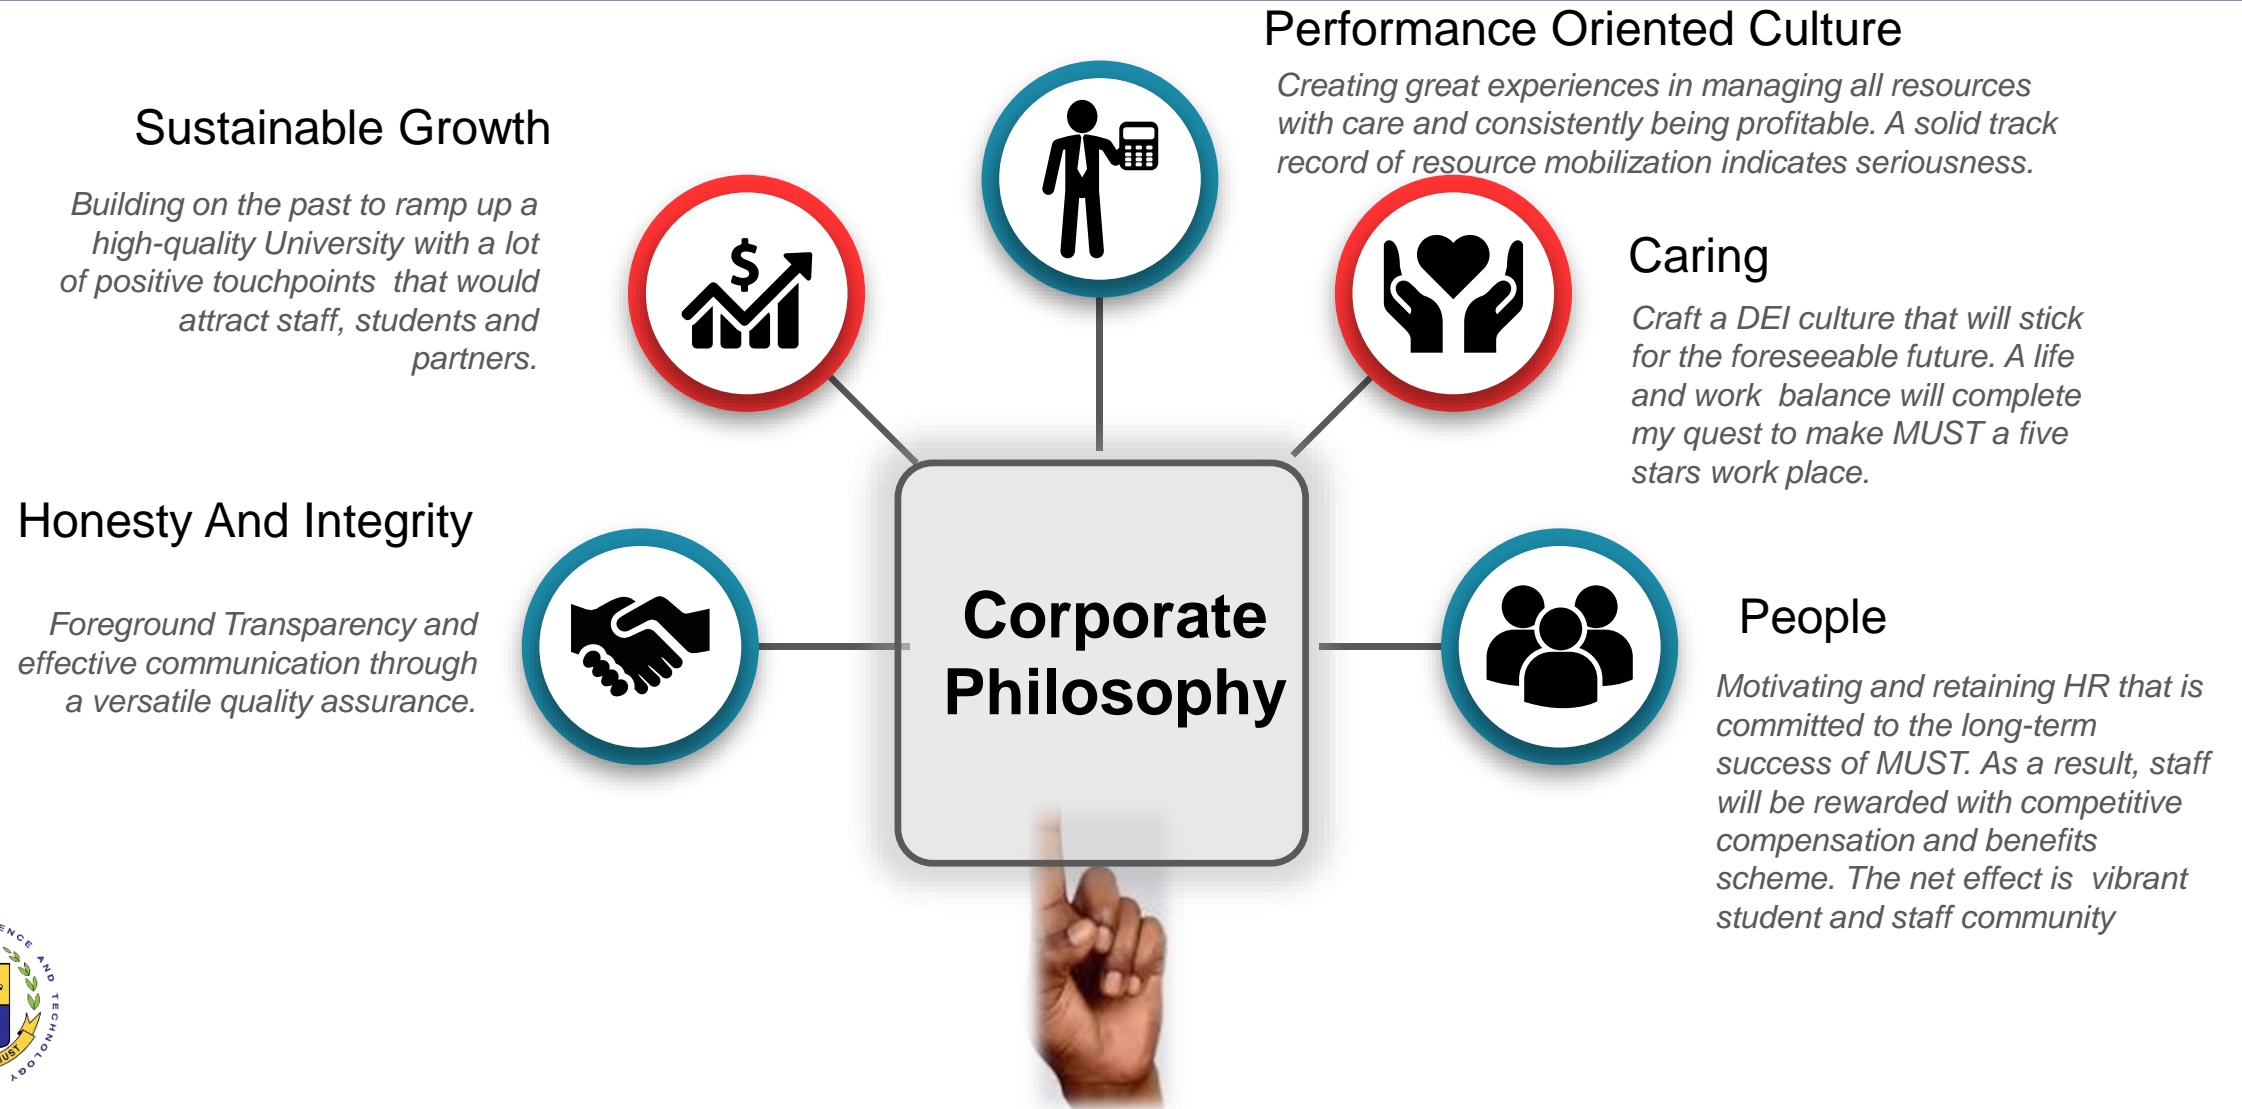 Performance Oriented Culture
Creating great experiences in managing all resources
with care and consistently being profitable. A solid track
record of resource mobilization indicates seriousness.
Sustainable Growth
Building on the past to ramp up a
high-quality University with a lot
of positive touchpoints that would
attract staff, students and
partners.
Caring
Craft a DEI culture that will stick
for the foreseeable future. A life
and work balance will complete
my quest to make MUST a five
stars work place.
Honesty And Integrity
Foreground Transparency and
effective communication through
a versatile quality assurance.
Corporate
Philosophy
People
Motivating and retaining HR that is
committed to the long-term
success of MUST. As a result, staff
will be rewarded with competitive
compensation and benefits
scheme. The net effect is vibrant
student and staff community
$
AND TECHNOLOGY